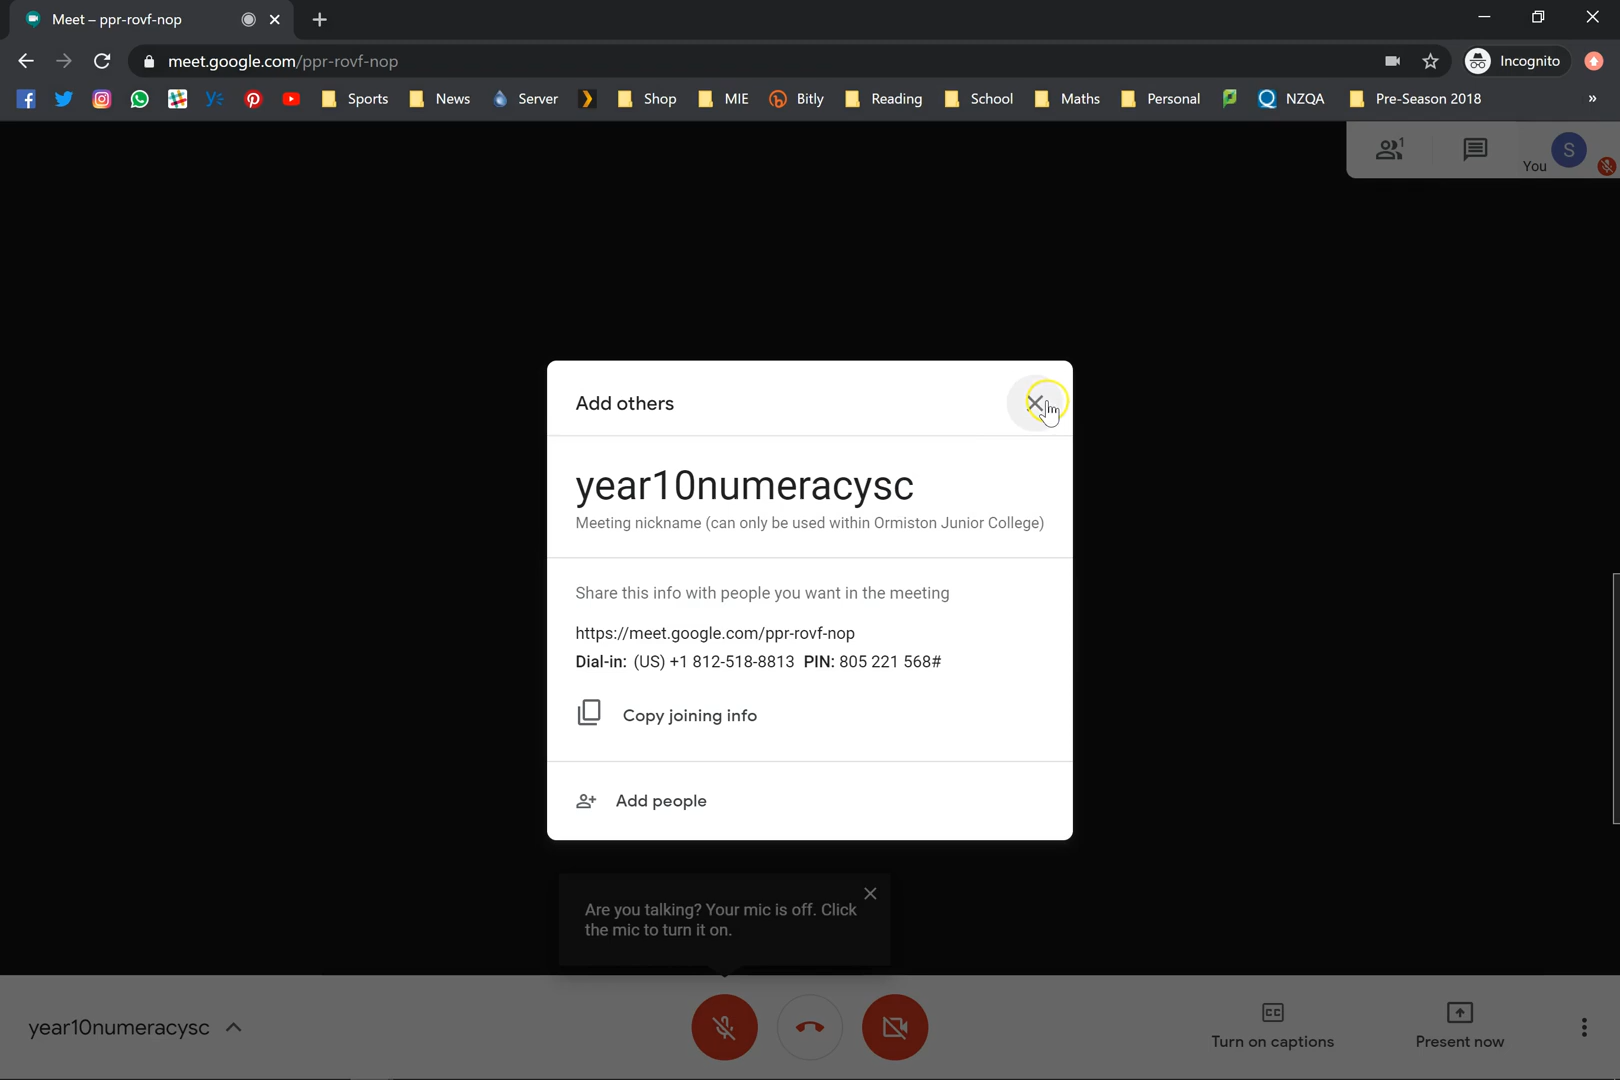 Meet – ppr-rovf-nop
meet.google.com/ppr-rovf-nop
Incognito
Sports News Server Shop MIE Bitly Reading School Maths Personal NZQA Pre-Season 2018 »
1
You S
Add others
year10numeracysc
Meeting nickname (can only be used within Ormiston Junior College)
Share this info with people you want in the meeting
https://meet.google.com/ppr-rovf-nop
Dial-in: (US) +1 812-518-8813 PIN: 805 221 568#
Copy joining info
Add people
Are you talking? Your mic is off. Click
the mic to turn it on.
year10numeracysc
CC
Turn on captions
Present now